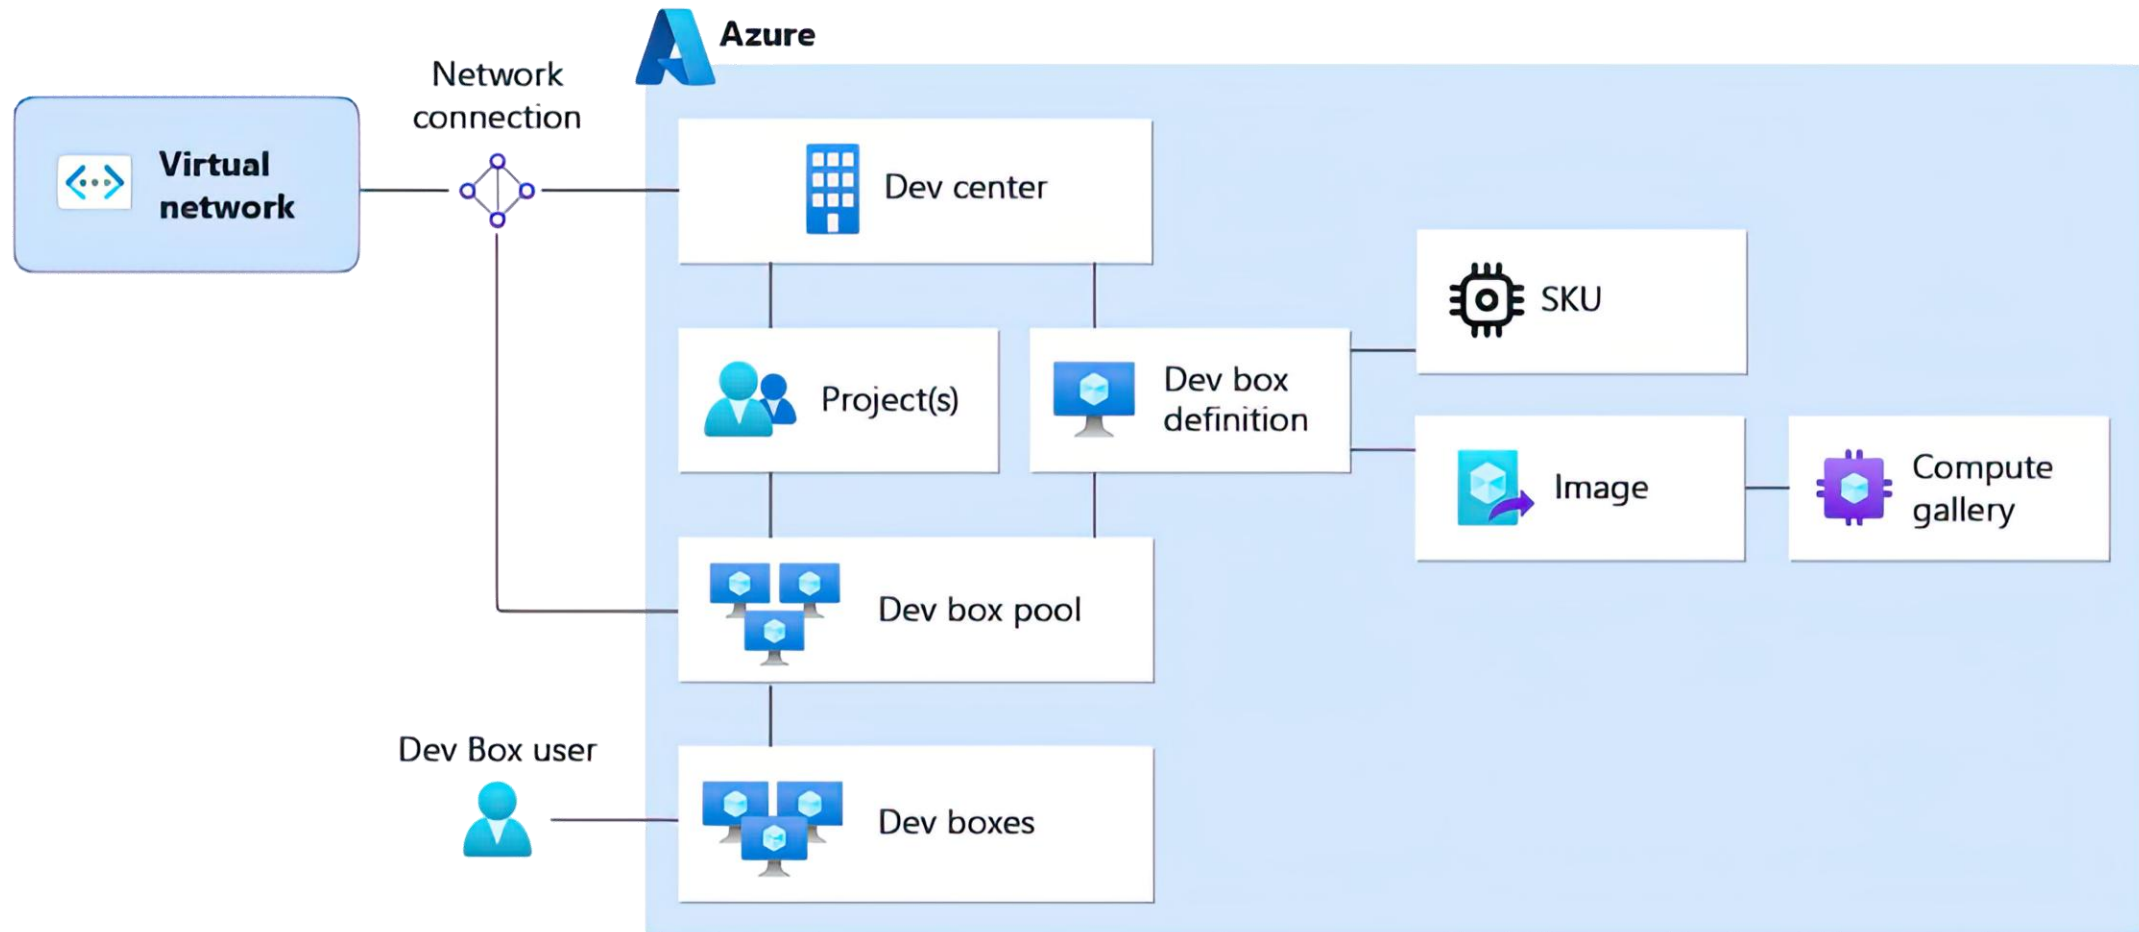 Azure
Network
connection
Virtual
network
Dev center
SKU
Project(s)
Dev box
definition
Image
Compute
gallery
Dev box pool
Dev Box user
Dev boxes